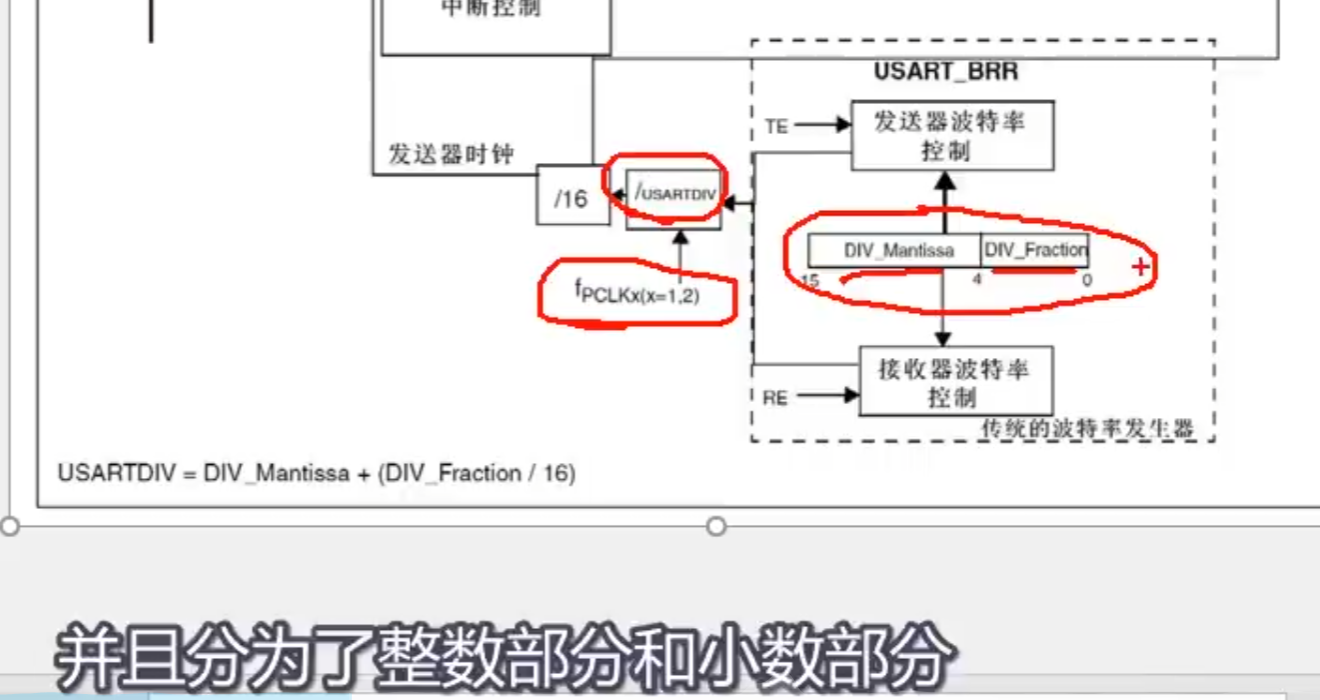 中断控制
USART_BRR
TE
发送器波特率
控制
发送器时钟
/16
/USARTDIV
DIV_Mantissa
DIV_Fraction
15
4
0
fPCLKx(x=1,2)
接收器波特率
控制
RE
传统的波特率发生器
USARTDIV = DIV_Mantissa + (DIV_Fraction / 16)
并且分为了整数部分和小数部分